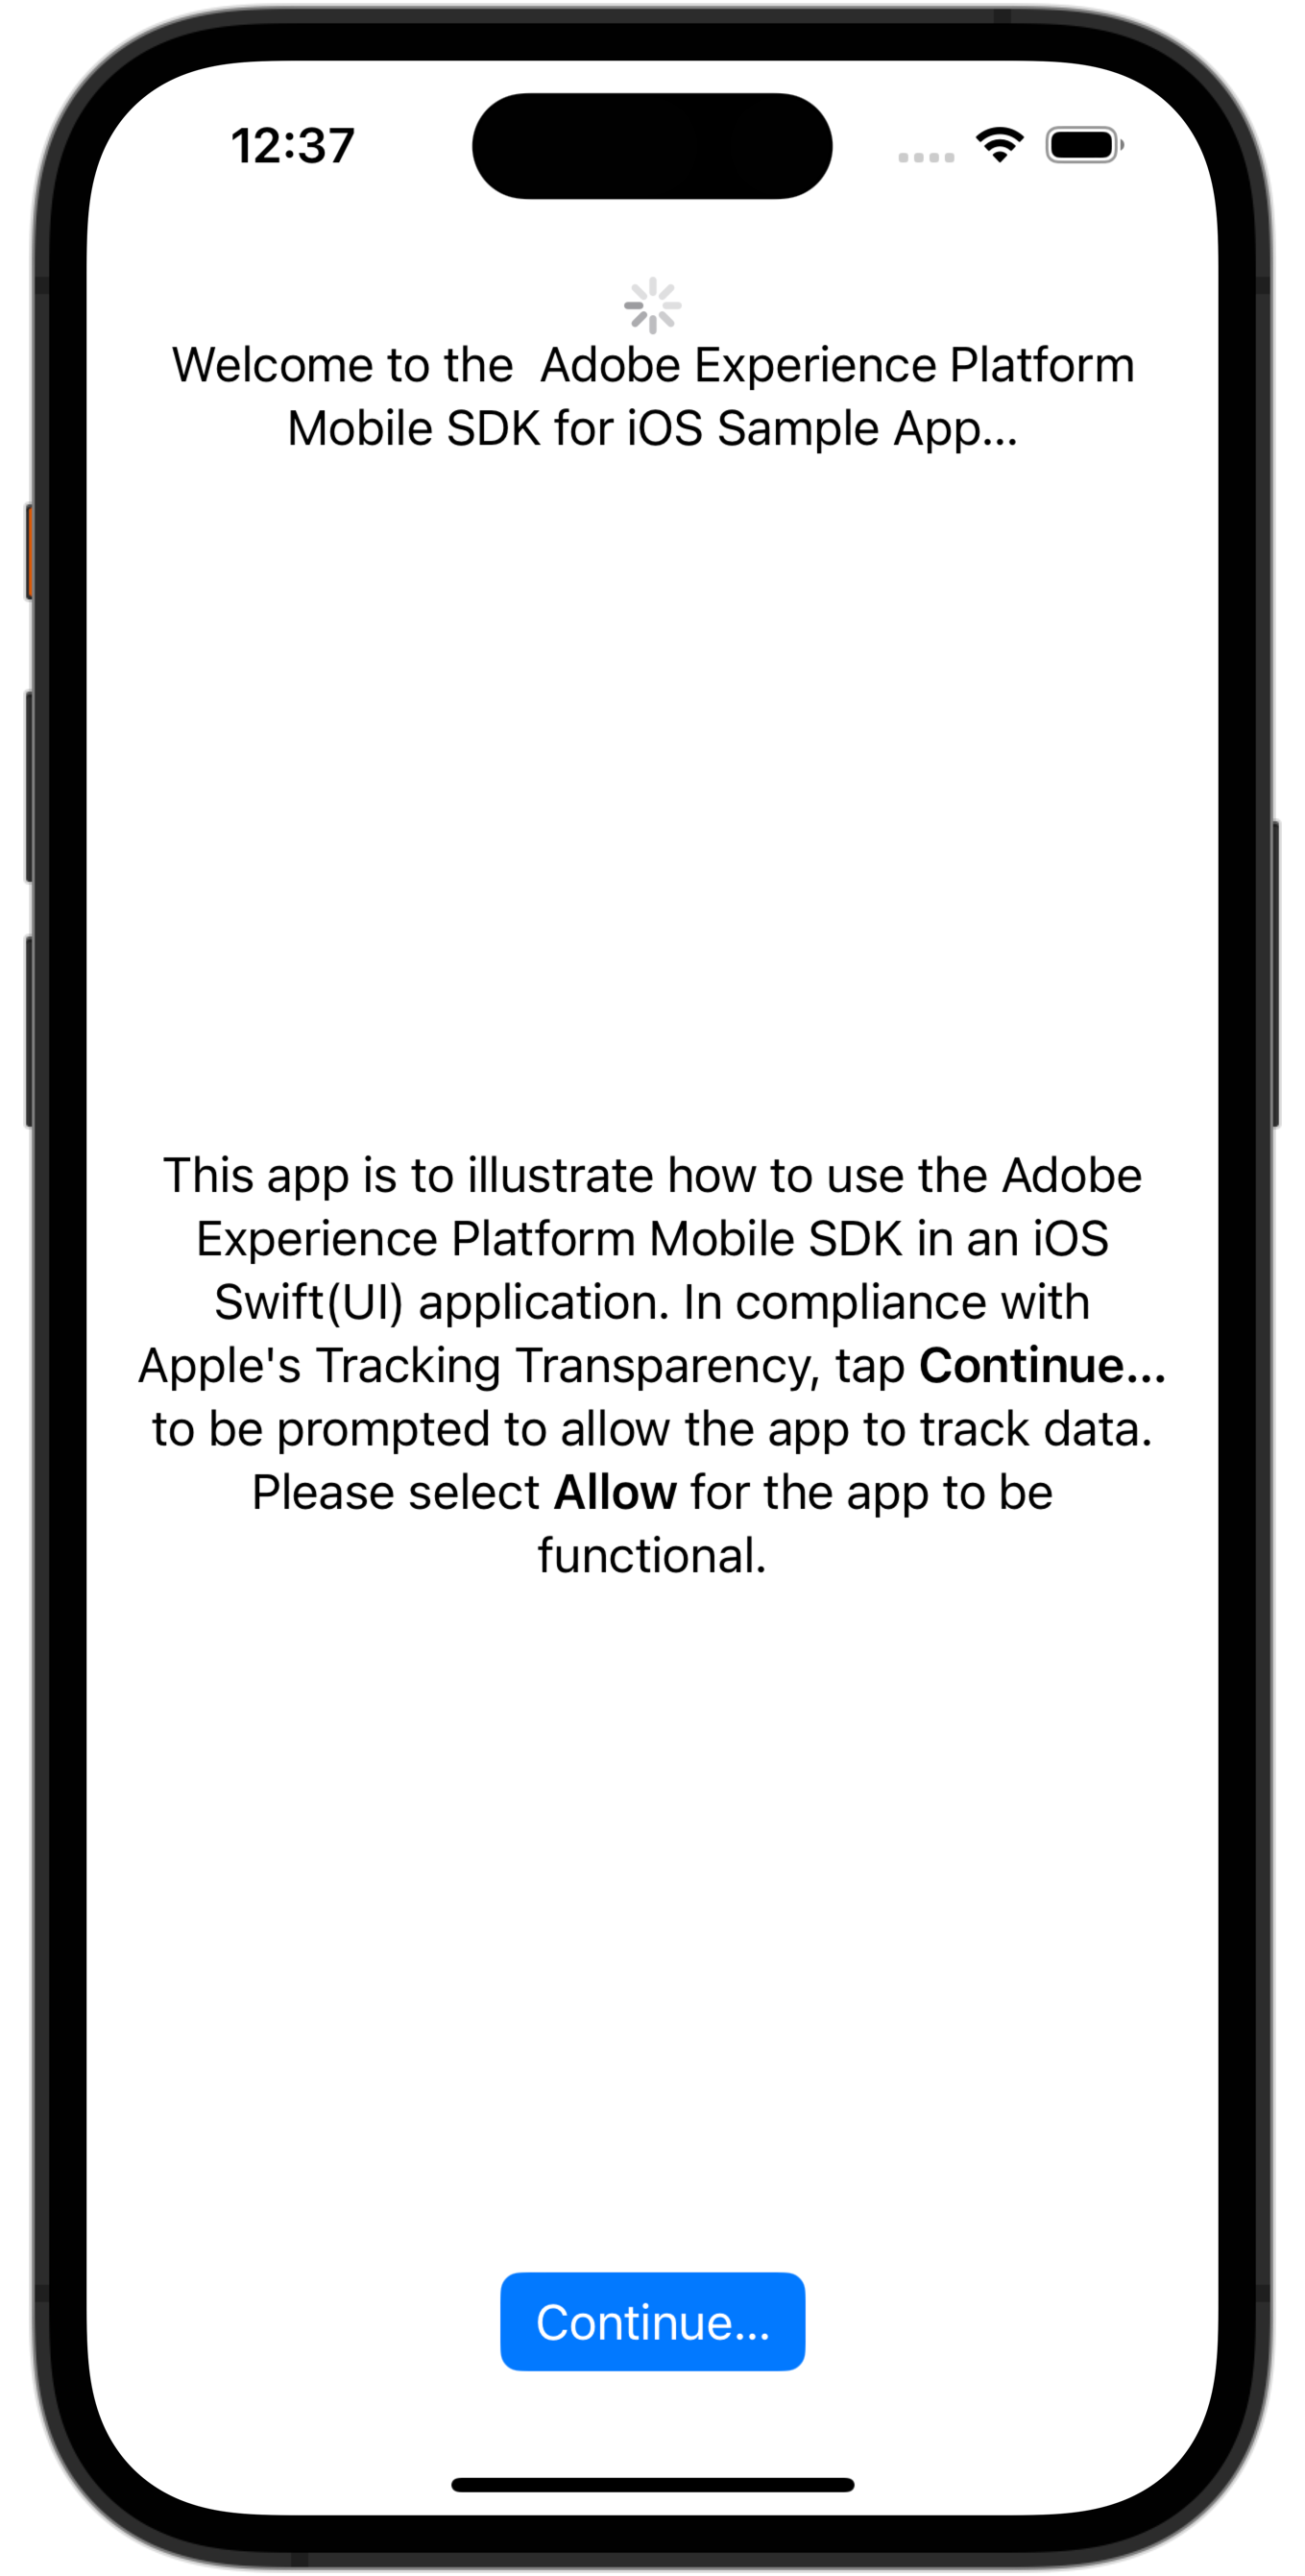 12:37
Welcome to the  Adobe Experience Platform
Mobile SDK for iOS Sample App...
This app is to illustrate how to use the Adobe
Experience Platform Mobile SDK in an iOS
Swift(UI) application. In compliance with
Apple's Tracking Transparency, tap Continue...
to be prompted to allow the app to track data.
Please select Allow for the app to be
functional.
Continue...